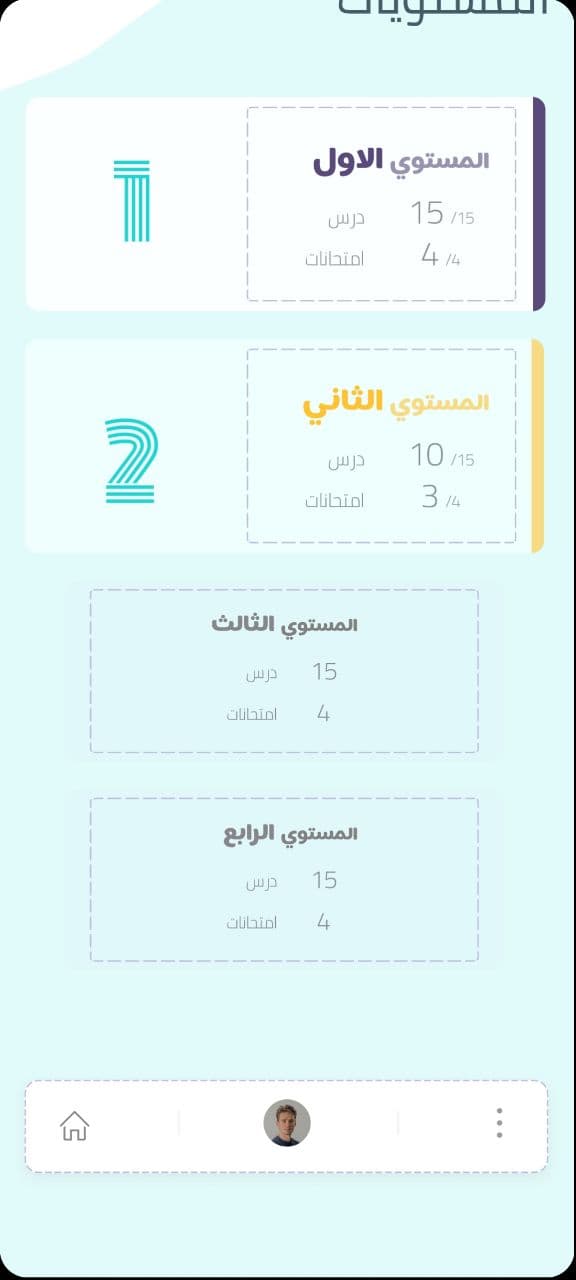 المستويات
المستوي الاول
1
15 /15 درس
4 /4 امتحانات
المستوي الثاني
2
10 /15 درس
3 /4 امتحانات
المستوي الثالث
15 درس
4 امتحانات
المستوي الرابع
15 درس
4 امتحانات